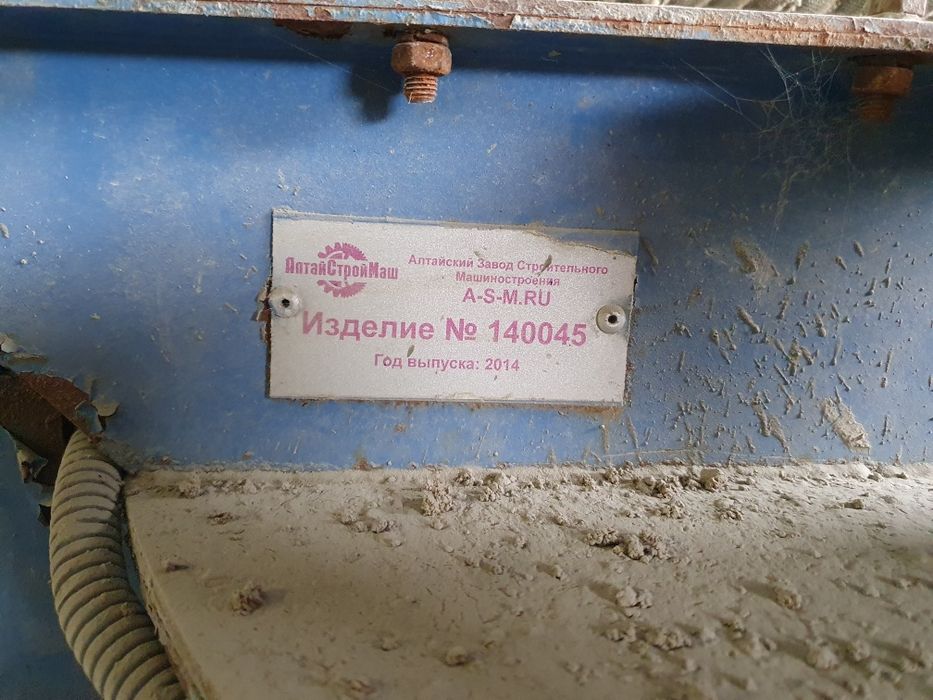 АлтайСтройМаш
Алтайский Завод Строительного
Машиностроения
A-S-M.RU
Изделие № 140045
Год выпуска: 2014